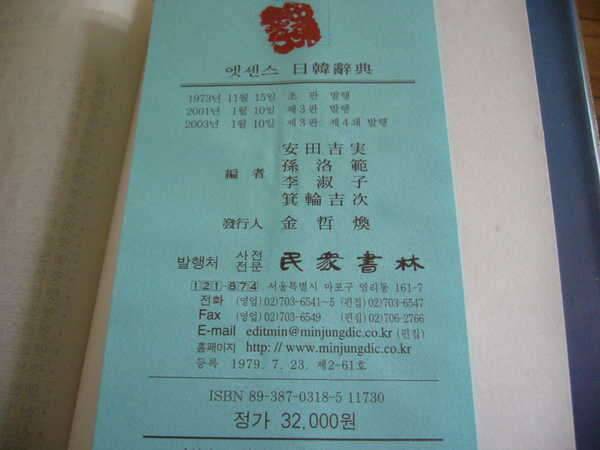 엣센스 日韓辭典
1973년 11월 15일 초 판 발행
2001년 1월 10일 제3판 발행
2003년 1월 10일 제3판 제4쇄 발행
編者
安田吉実
孫洛範
李淑子
箕輪吉次
發行人 金哲煥
발행처 사전전문 民衆書林
121-874 서울특별시 마포구 염리동 161-7
전화 (영업)02)703-6541~5 (편집)02)703-6547
Fax (영업)02)703-6549 (편집)02)706-2766
E-mail editmin@minjungdic.co.kr (편집)
홈페이지 http://www.minjungdic.co.kr
등록 1979. 7. 23. 제2-61호
ISBN 89-387-0318-5 11730
정가 32,000원